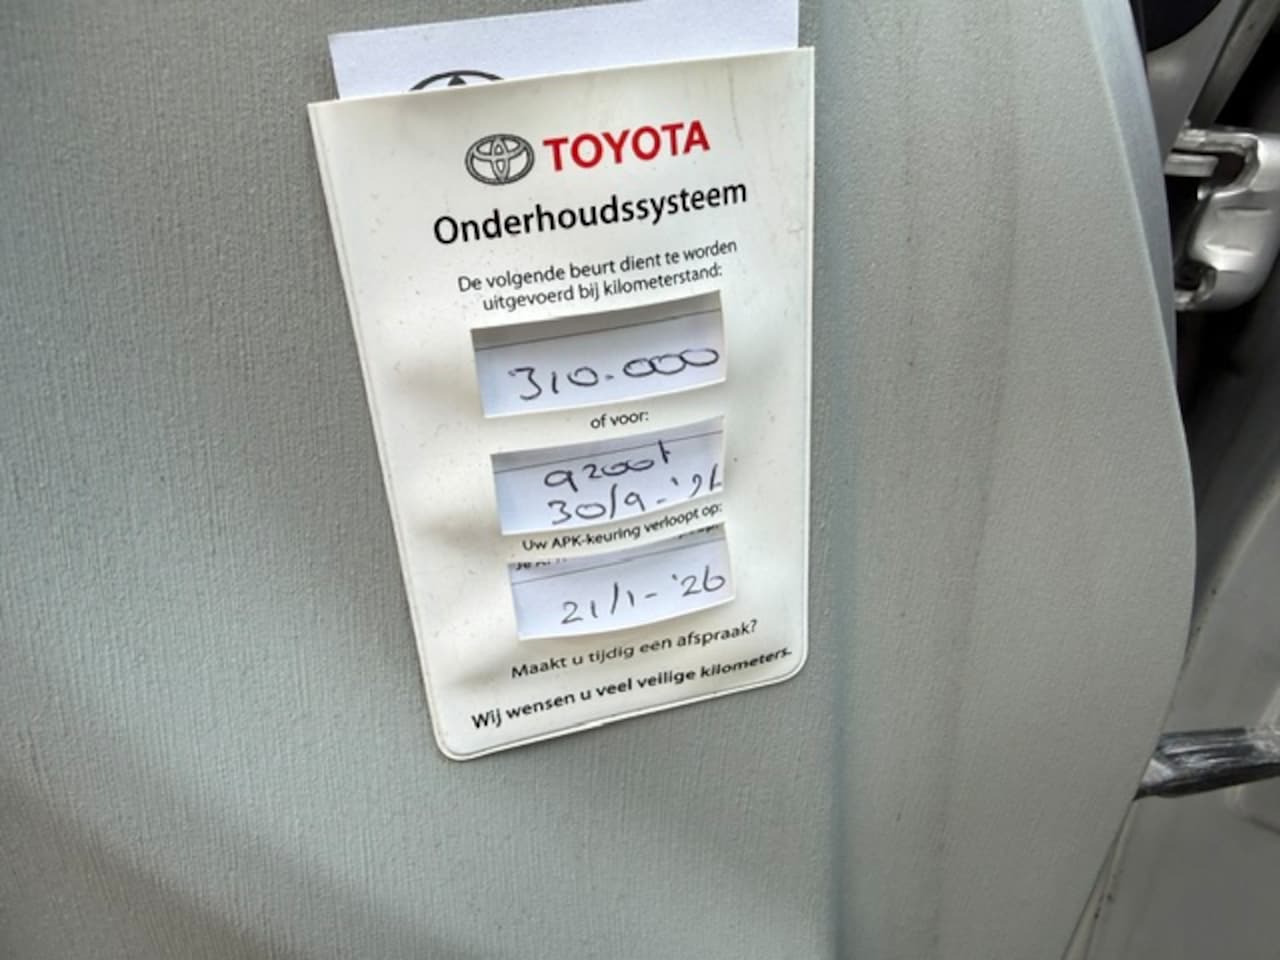 TOYOTA
Onderhoudssysteem
De volgende beurt dient te worden
uitgevoerd bij kilometerstand:
310.000
of voor:
30/9-'26
Uw APK-keuring verloopt op:
21/1-'26
Maakt u tijdig een afspraak?
Wij wensen u veel veilige kilometers.